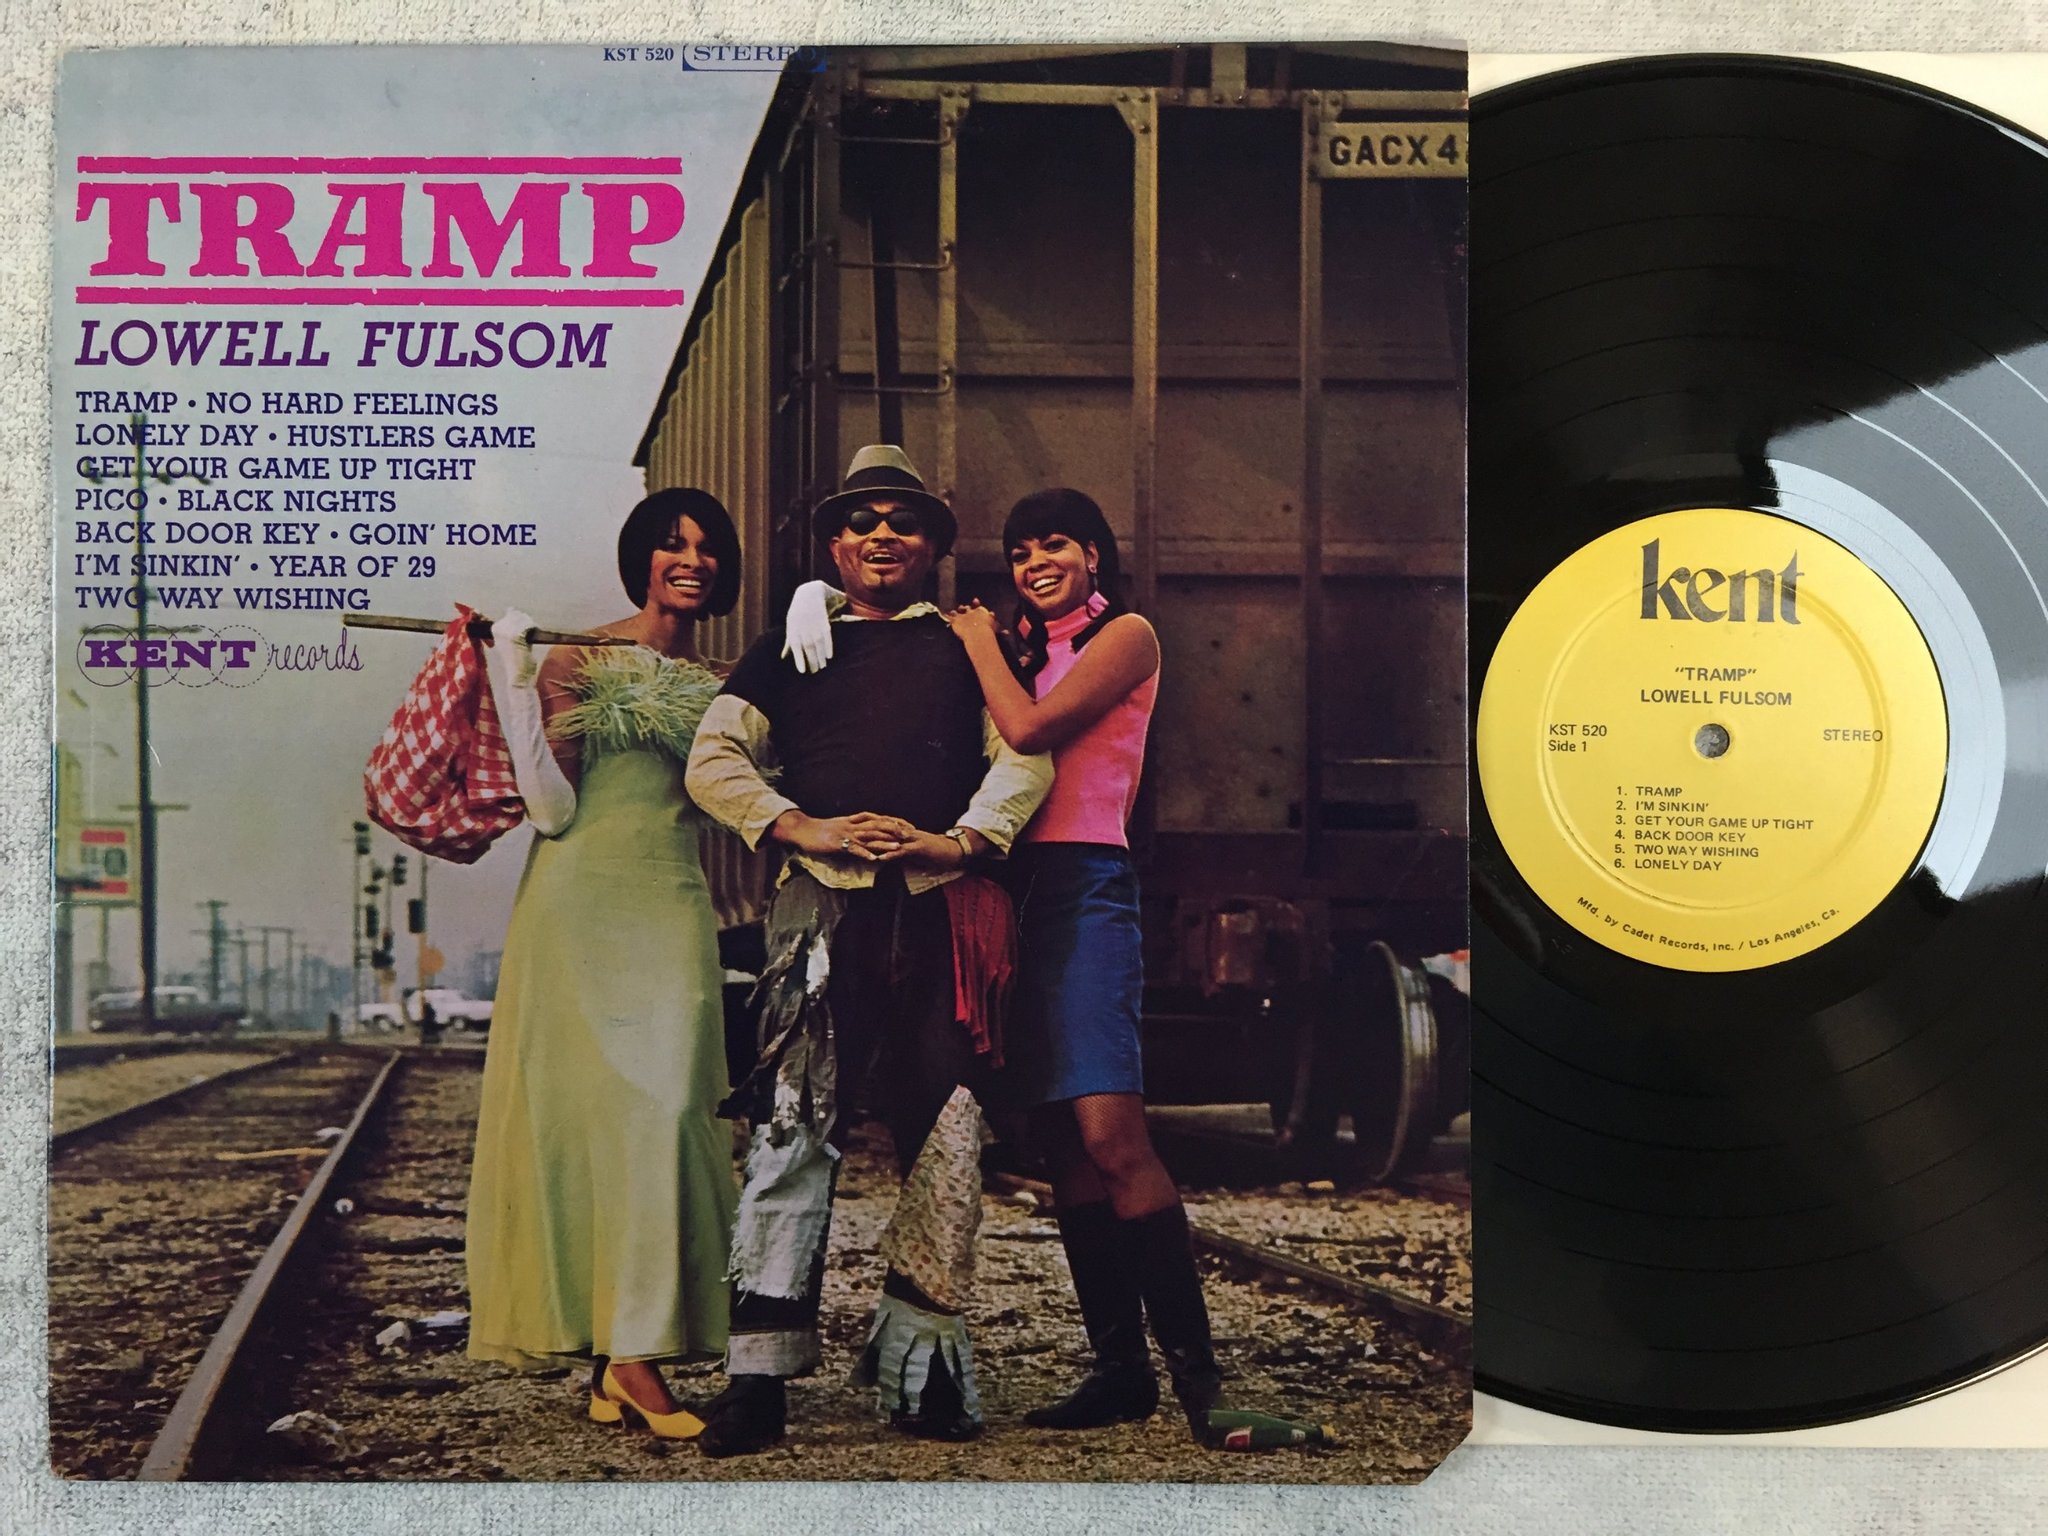 KST 520 STEREO
TRAMP
LOWELL FULSOM
TRAMP • NO HARD FEELINGS
LONELY DAY • HUSTLERS GAME
GET YOUR GAME UP TIGHT
PICO • BLACK NIGHTS
BACK DOOR KEY • GOIN' HOME
I'M SINKIN' • YEAR OF 29
TWO WAY WISHING
KENT records
GACX 4
kent
"TRAMP"
LOWELL FULSOM
KST 520
Side 1
STEREO
1. TRAMP
2. I'M SINKIN'
3. GET YOUR GAME UP TIGHT
4. BACK DOOR KEY
5. TWO WAY WISHING
6. LONELY DAY
Mfd. by Cadet Records, Inc. / Los Angeles, Ca.